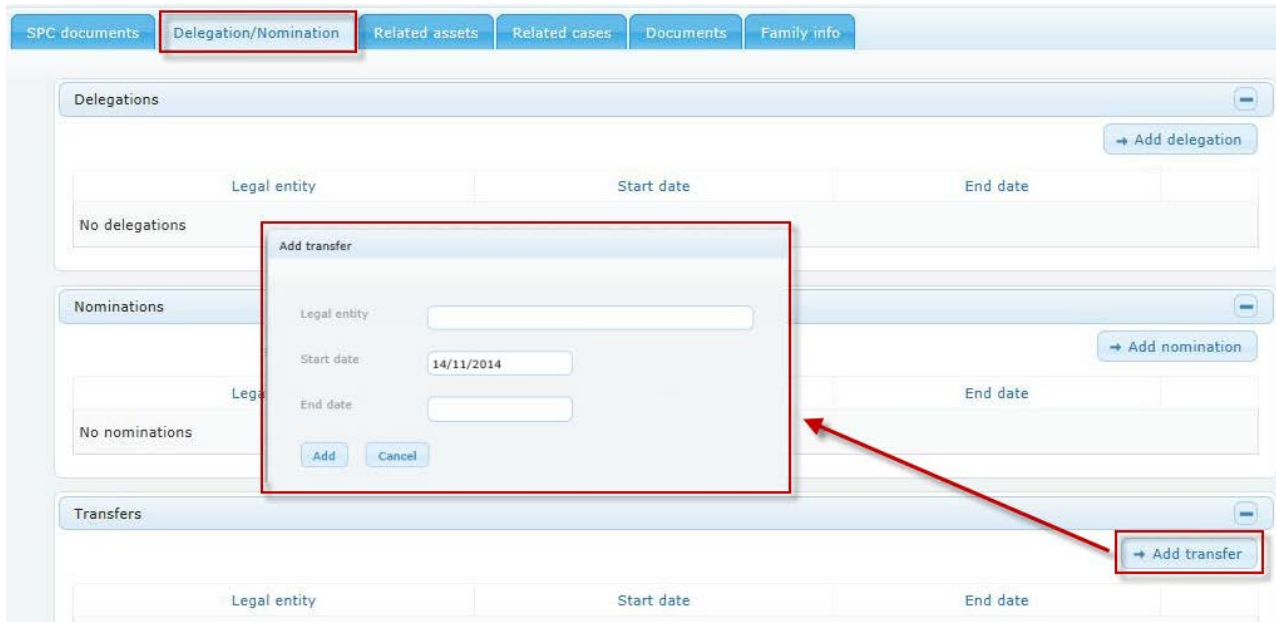 SPC documents Delegation/Nomination Related assets Related cases Documents Family info
Delegations
→ Add delegation
Legal entity Start date End date
No delegations
Add transfer
Legal entity
Start date 14/11/2014
End date
Add Cancel
Nominations
→ Add nomination
Lega End date
No nominations
Transfers
→ Add transfer
Legal entity Start date End date